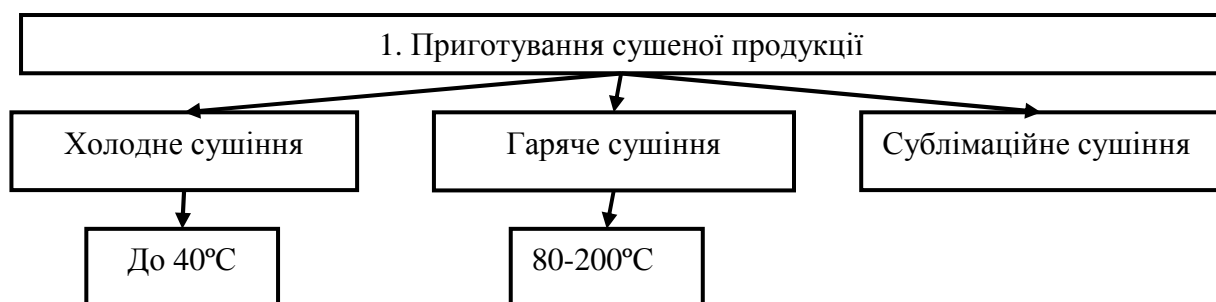 1. Приготування сушеної продукції
Холодне сушіння
Гаряче сушіння
Сублімаційне сушіння
До 40ºС
80-200ºС